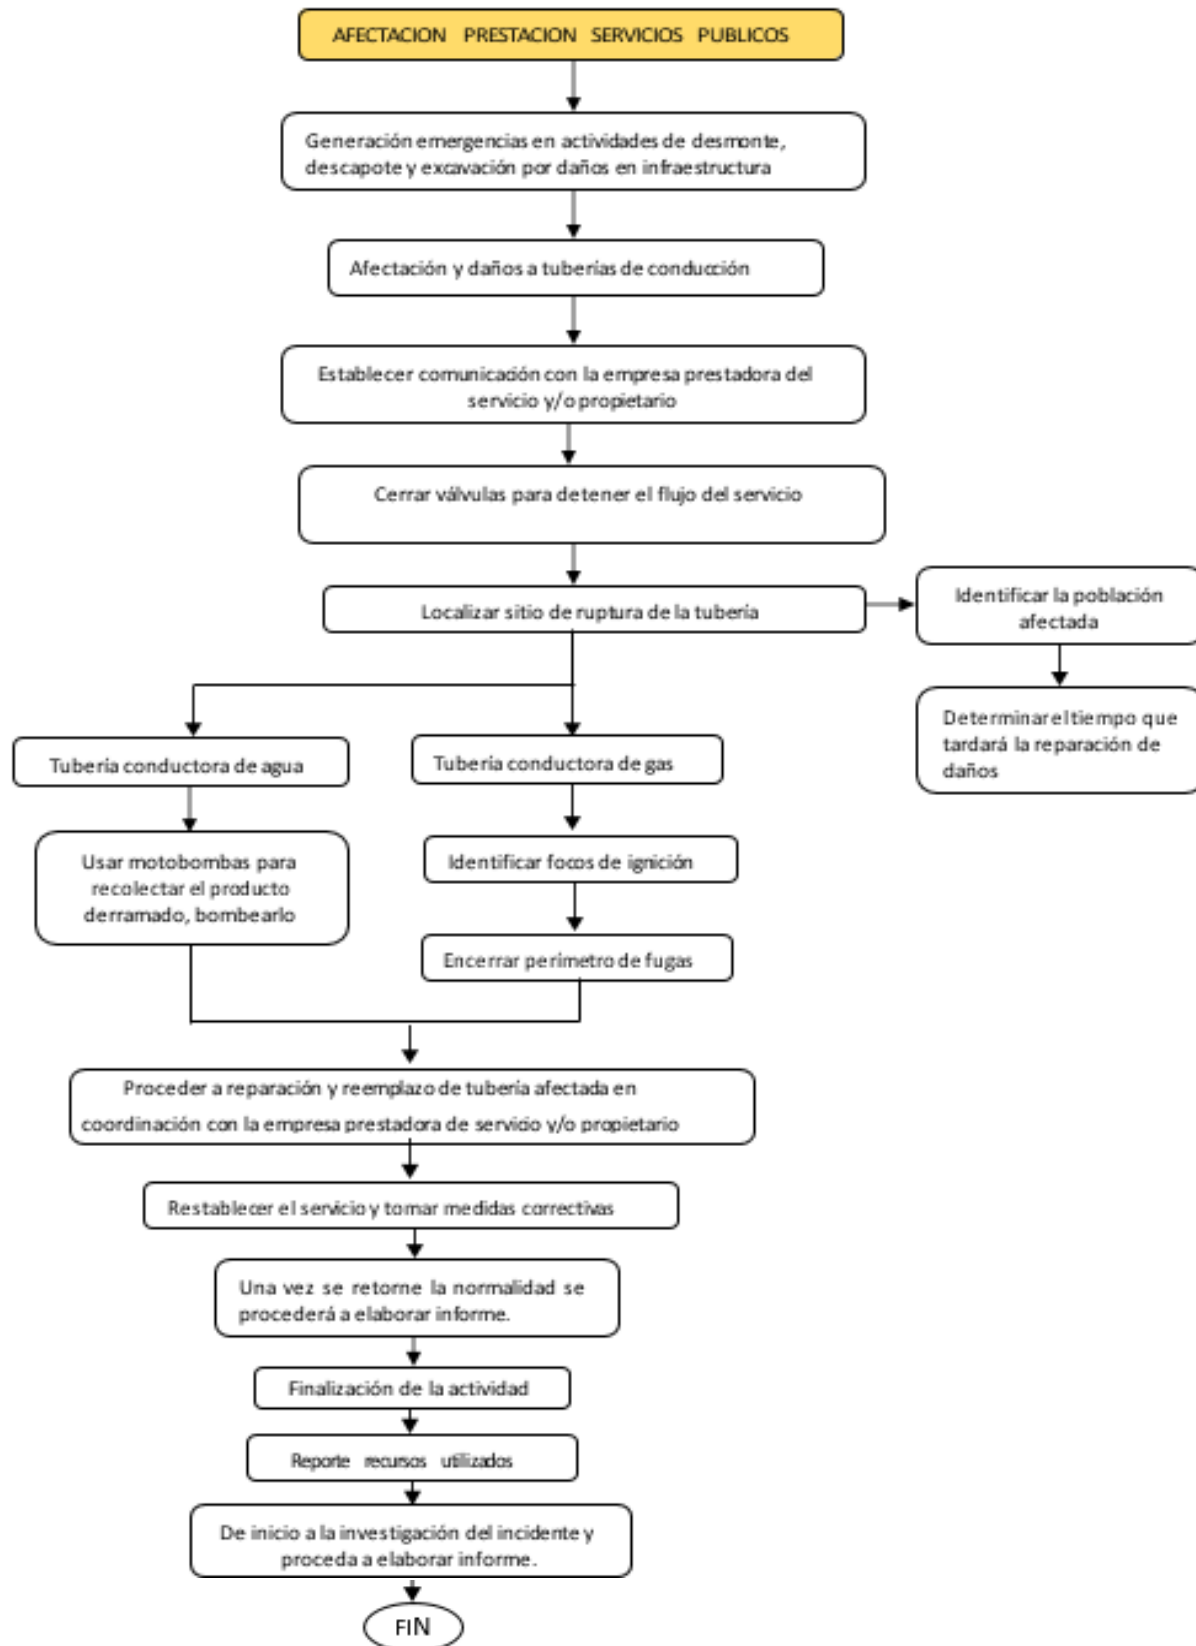 AFECTACION PRESTACION SERVICIOS PUBLICOS
Generación emergencias en actividades de desmonte,
descapote y excavación por daños en infraestructura
Afectación y daños a tuberías de conducción
Establecer comunicación con la empresa prestadora del
servicio y/o propietario
Cerrar válvulas para detener el flujo del servicio
Localizar sitio de ruptura de la tubería
Identificar la población
afectada
Determinar el tiempo que
tardará la reparación de
daños
Tubería conductora de agua
Tubería conductora de gas
Usar motobombas para
recolectar el producto
derramado, bombearlo
Identificar focos de ignición
Encerrar perímetro de fugas
Proceder a reparación y reemplazo de tubería afectada en
coordinación con la empresa prestadora de servicio y/o propietario
Restablecer el servicio y tomar medidas correctivas
Una vez se retorne la normalidad se
procederá a elaborar informe.
Finalización de la actividad
Reporte recursos utilizados
De inicio a la investigación del incidente y
proceda a elaborar informe.
FIN